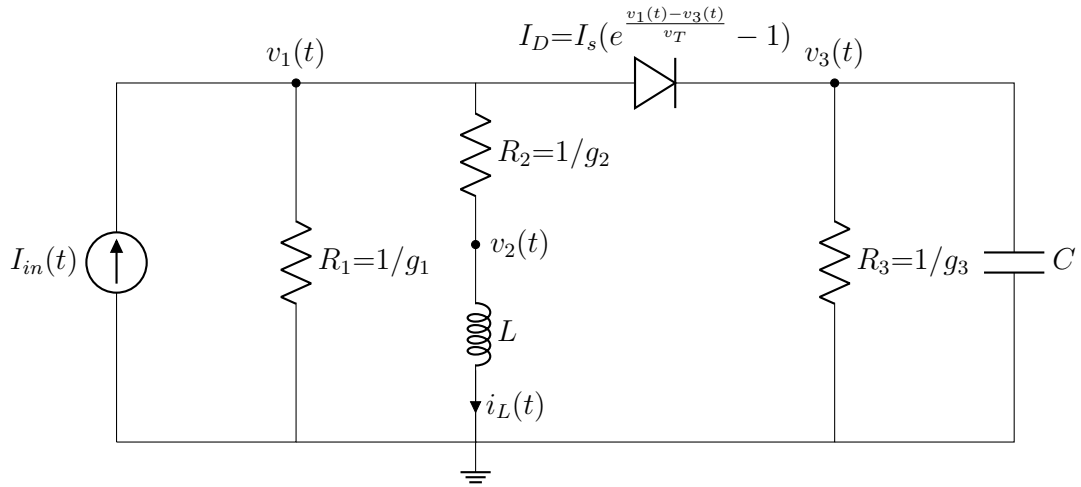 I_D=I_s(e^{\frac{v_1(t)-v_3(t)}{v_T}} − 1)
v_1(t)
v_3(t)
R_2=1/g_2
v_2(t)
I_{in}(t)
R_1=1/g_1
R_3=1/g_3
C
L
i_L(t)